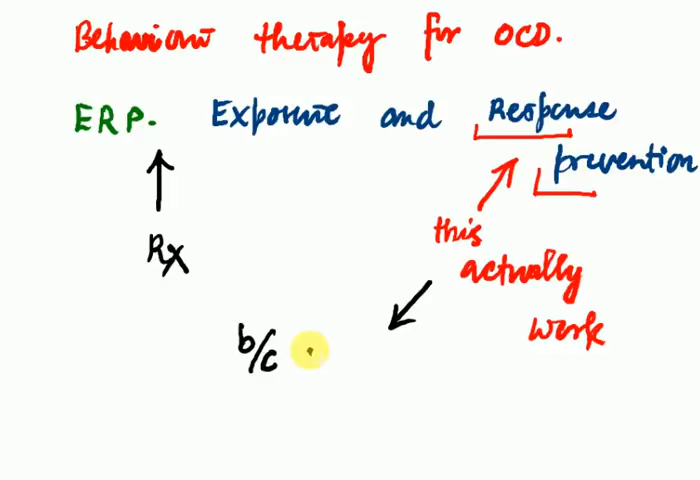 Behaviour therapy for OCD.
ERP. Exposure and Response
prevention
Rx
this
actually
work
b/c